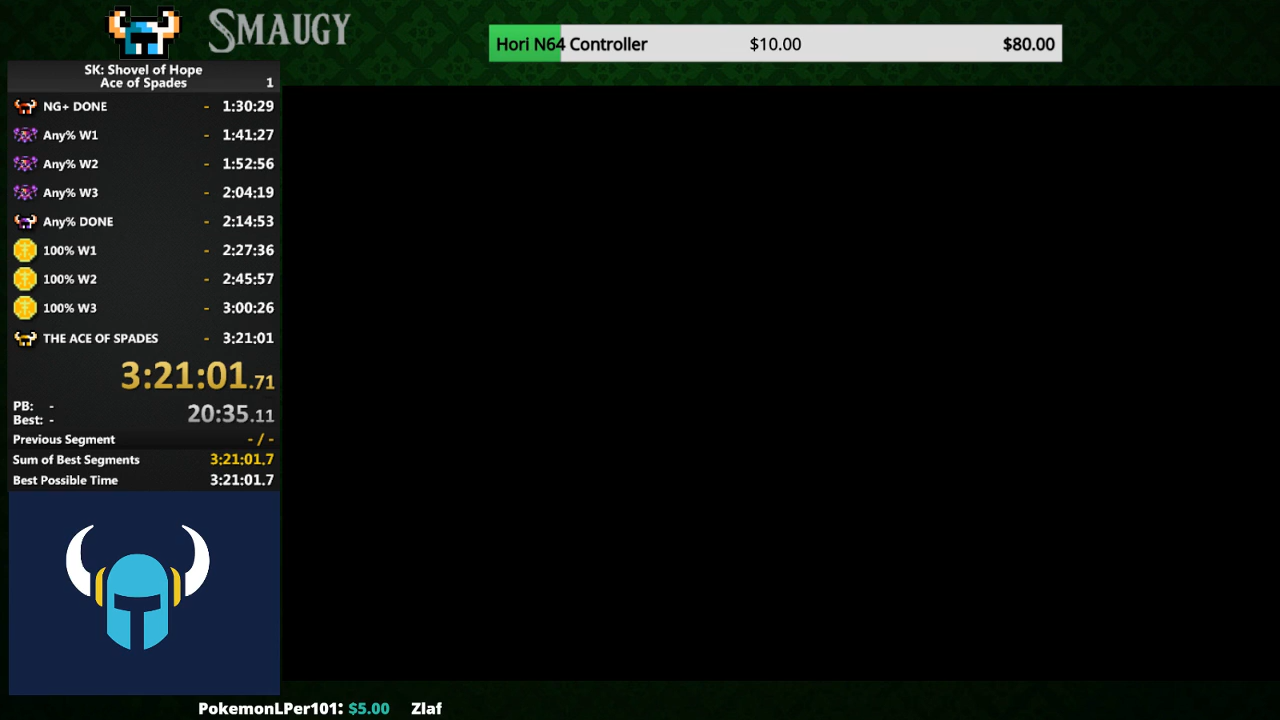 SMAUGY
Hori N64 Controller $10.00 $80.00
SK: Shovel of Hope
Ace of Spades 1
NG+ DONE - 1:30:29
Any% W1 - 1:41:27
Any% W2 - 1:52:56
Any% W3 - 2:04:19
Any% DONE - 2:14:53
100% W1 - 2:27:36
100% W2 - 2:45:57
100% W3 - 3:00:26
THE ACE OF SPADES - 3:21:01
3:21:01.71
PB: -
Best: - 20:35.11
Previous Segment - / -
Sum of Best Segments 3:21:01.7
Best Possible Time 3:21:01.7
PokemonLPer101: $5.00 Zlaf